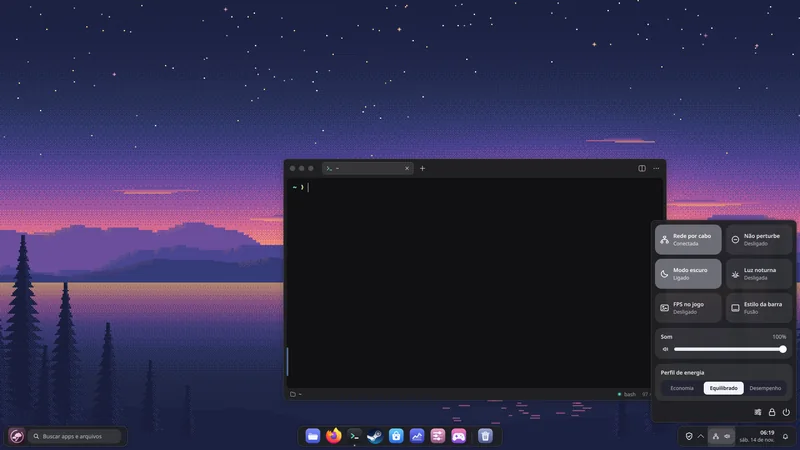 ~
~ ❯
~
bash
Rede por cabo
Conectada
Não perturbe
Desligado
Modo escuro
Ligado
Luz noturna
Desligado
FPS no jogo
Desligado
Estilo da barra
Fusão
Som
100%
Perfil de energia
Economia
Equilibrado
Desempenho
Buscar apps e arquivos
06:19
sáb. 14 de nov.